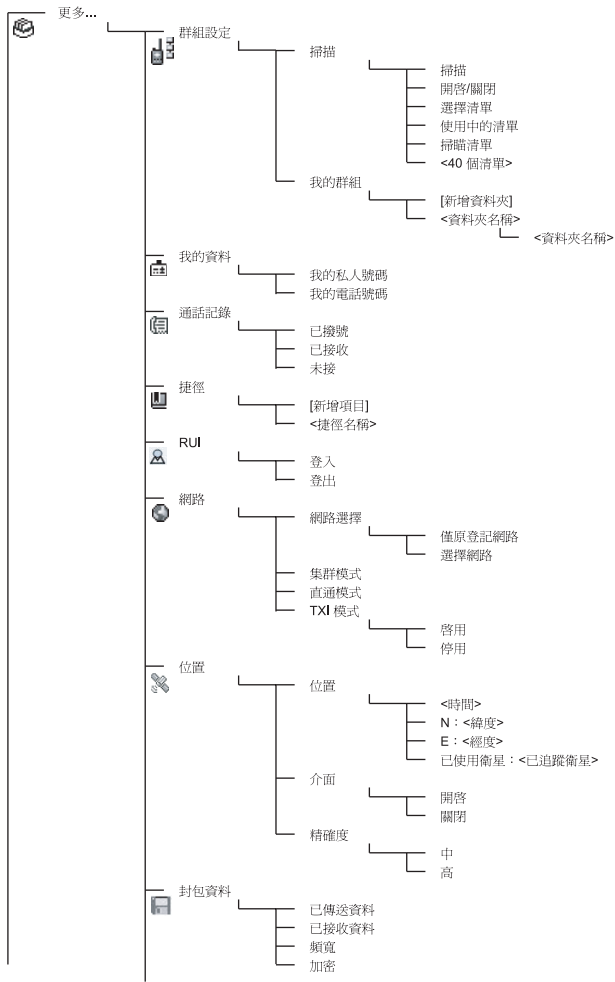 更多...
群組設定
掃描
掃描
開啓/關閉
選擇清單
使用中的清單
掃瞄清單
<40 個清單>
我的群組
[新增資料夾]
<資料夾名稱>
<資料夾名稱>
我的資料
我的私人號碼
我的電話號碼
通話記錄
已撥號
已接收
未接
捷徑
[新增項目]
<捷徑名稱>
RUI
登入
登出
網路
網路選擇
僅原登記網路
選擇網路
集群模式
直通模式
TXI 模式
啓用
停用
位置
位置
<時間>
N：<緯度>
E：<經度>
已使用衛星：<已追蹤衛星>
介面
開啓
關閉
精確度
中
高
封包資料
已傳送資料
已接收資料
頻寬
加密